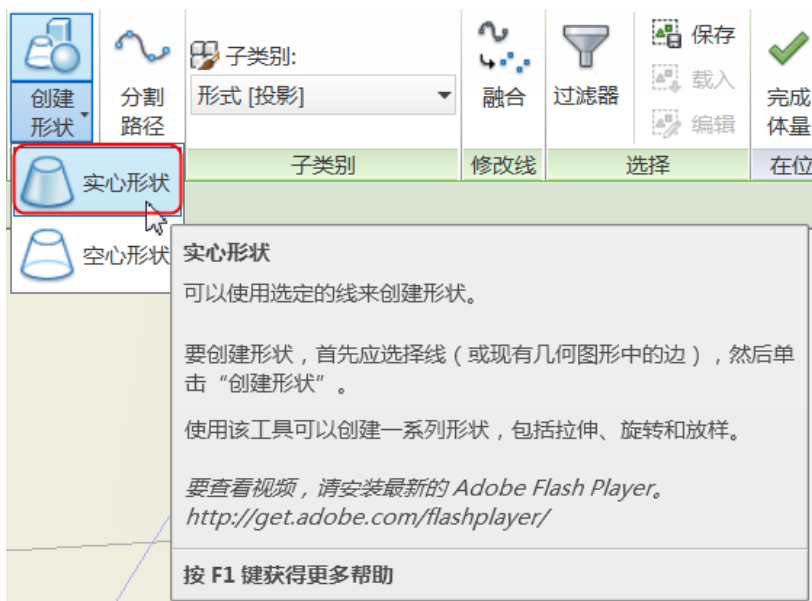 创建
形状
分割
路径
子类别:
形式 [投影]
融合
过滤器
保存
载入
编辑
完成
体量
子类别
修改线
选择
在位
实心形状
空心形状
实心形状
可以使用选定的线来创建形状。
要创建形状，首先应选择线（或现有几何图形中的边），然后单
击“创建形状”。
使用该工具可以创建一系列形状，包括拉伸、旋转和放样。
要查看视频，请安装最新的 Adobe Flash Player。
http://get.adobe.com/flashplayer/
按 F1 键获得更多帮助